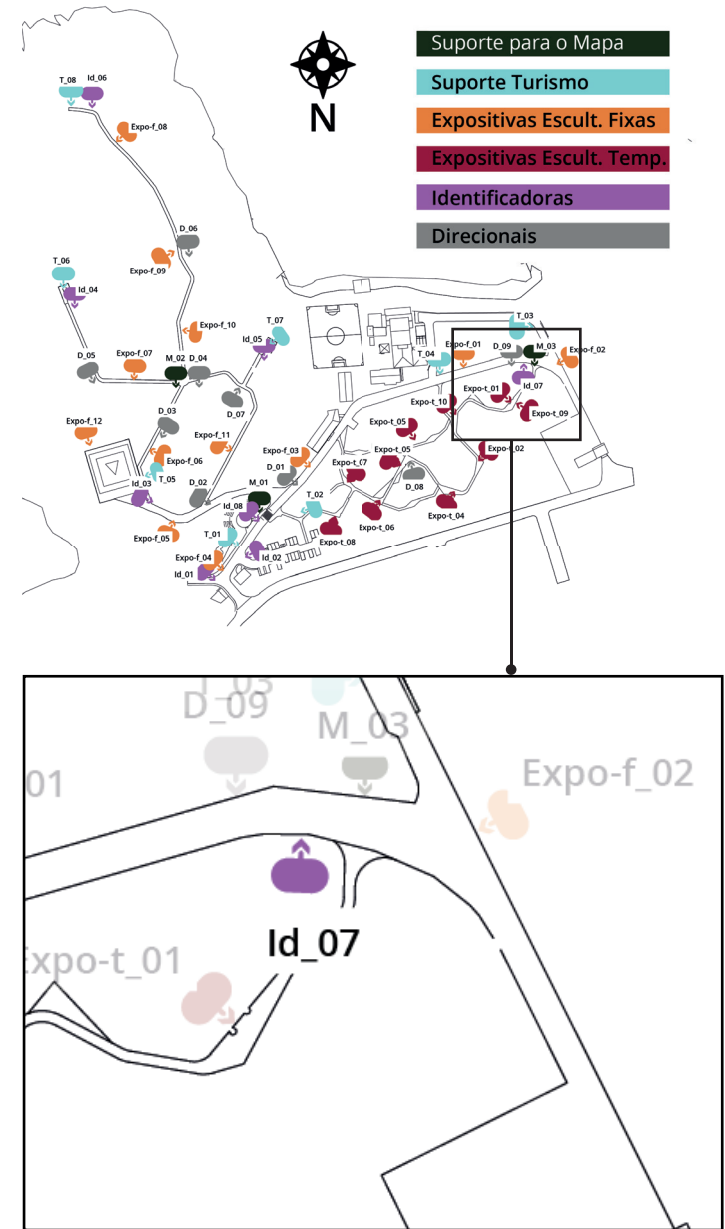 Suporte para o Mapa
Suporte Turismo
Expositivas Escult. Fixas
Expositivas Escult. Temp.
Identificadoras
Direcionais
N
T_08
Id_06
Expo-f_08
D_06
Expo-f_09
T_06
Id_04
Expo-f_10
T_07
Id_05
T_03
D_05
Expo-f_07
M_02
D_04
T_04
Expo-f_01
D_09
M_03
Expo-f_02
Id_07
Expo-t_01
Expo-t_10
Expo-t_09
D_07
D_03
Expo-f_12
Expo-f_11
Expo-t_05
Expo-f_06
T_05
Expo-f_03
D_01
Expo-t_05
Expo-t_02
Expo-t_07
D_08
Id_03
D_02
M_01
Id_08
T_02
Expo-t_04
Expo-t_06
Expo-f_05
T_01
Expo-t_08
Expo-f_04
Id_02
Id_01
T_03
D_09
M_03
01
Expo-f_02
Id_07
Expo-t_01